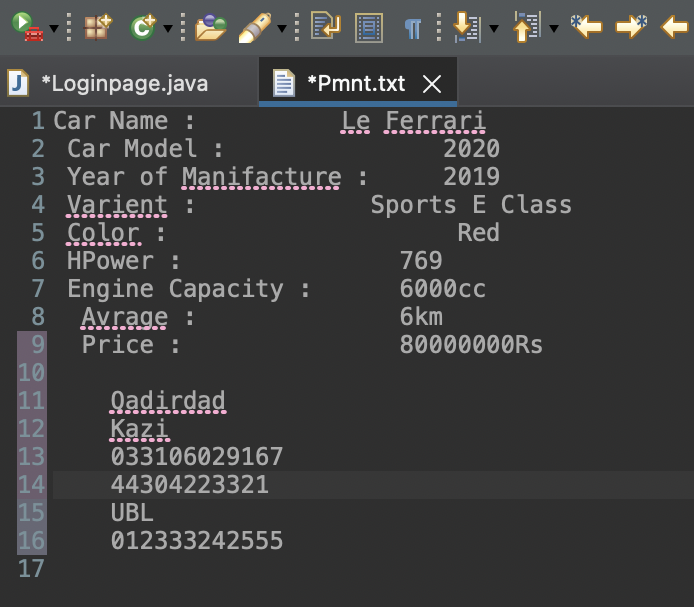 *Loginpage.java
*Pmnt.txt
1 Car Name : Le Ferrari
2 Car Model : 2020
3 Year of Manifacture : 2019
4 Varient : Sports E Class
5 Color : Red
6 HPower : 769
7 Engine Capacity : 6000cc
8 Avrage : 6km
9 Price : 80000000Rs
10
11 Qadirdad
12 Kazi
13 033106029167
14 44304223321
15 UBL
16 012333242555
17